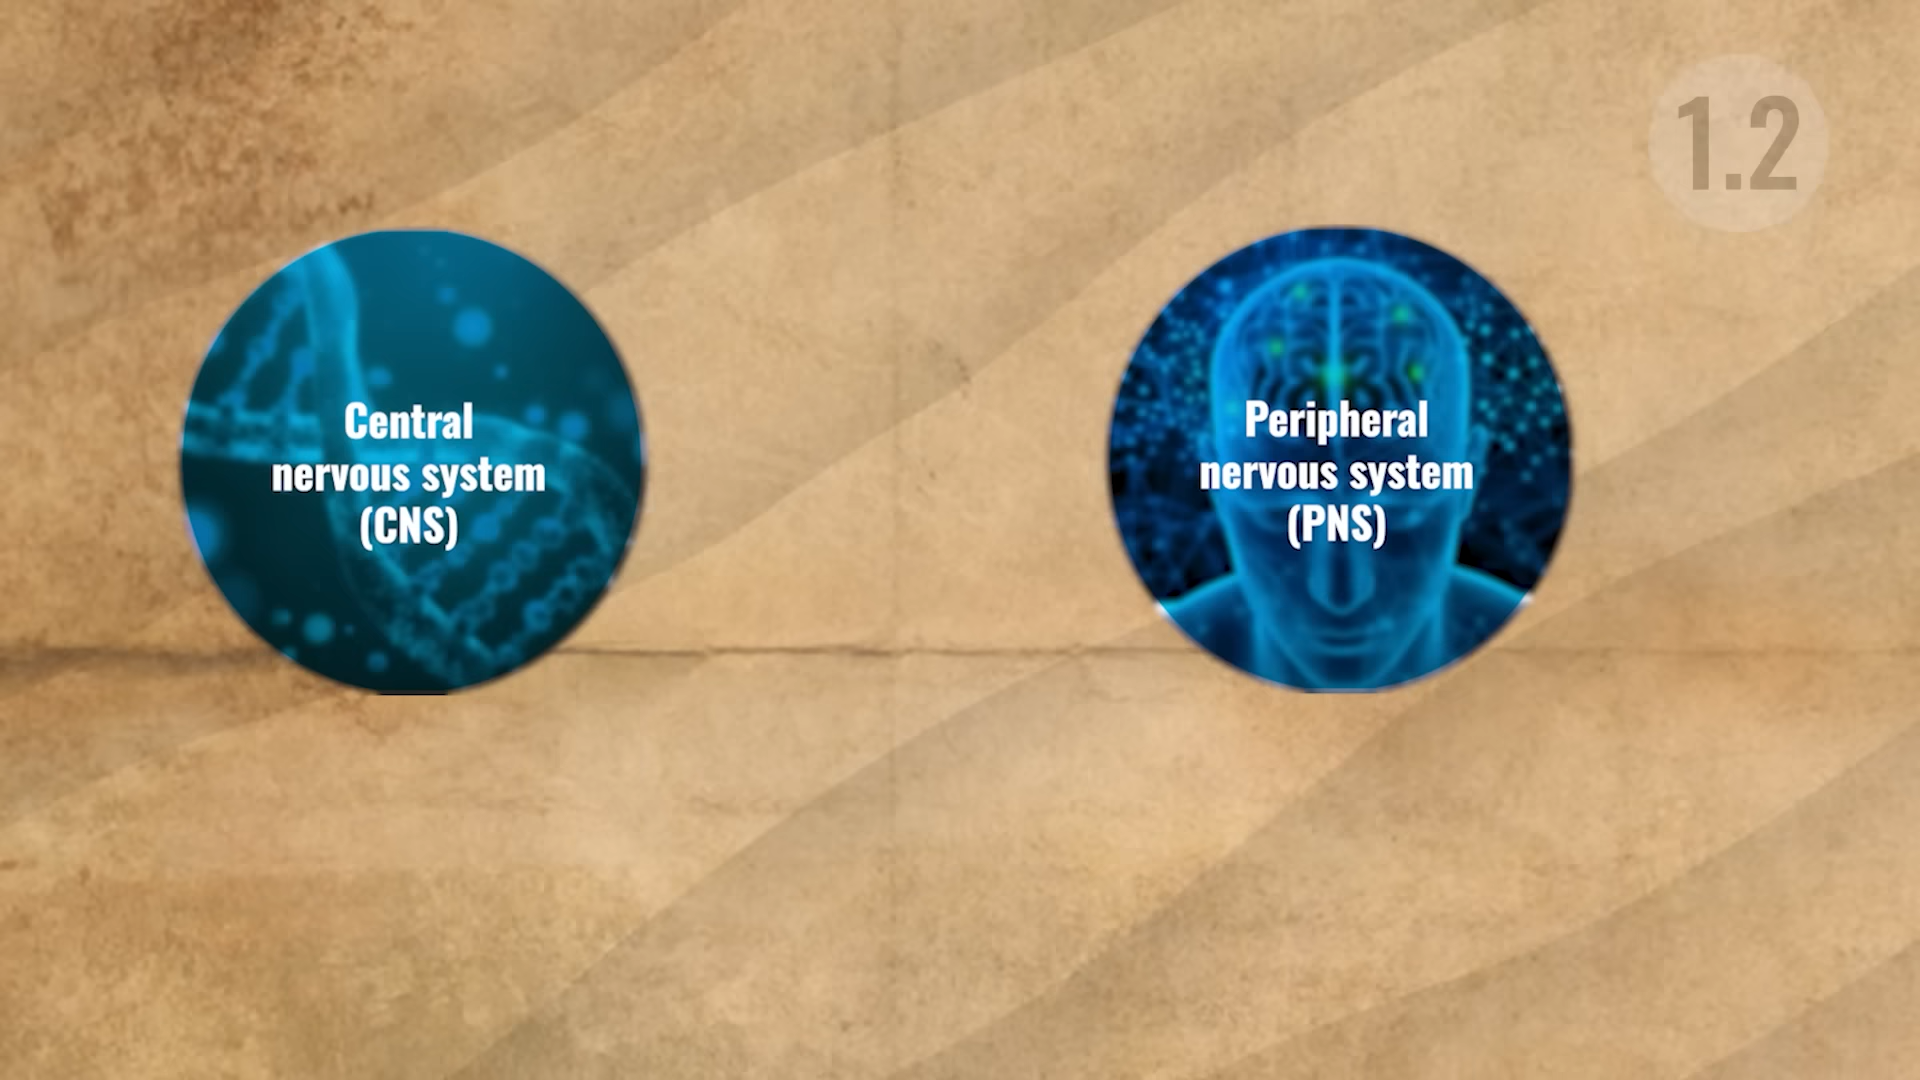 1.2
Central
nervous system
(CNS)
Peripheral
nervous system
(PNS)